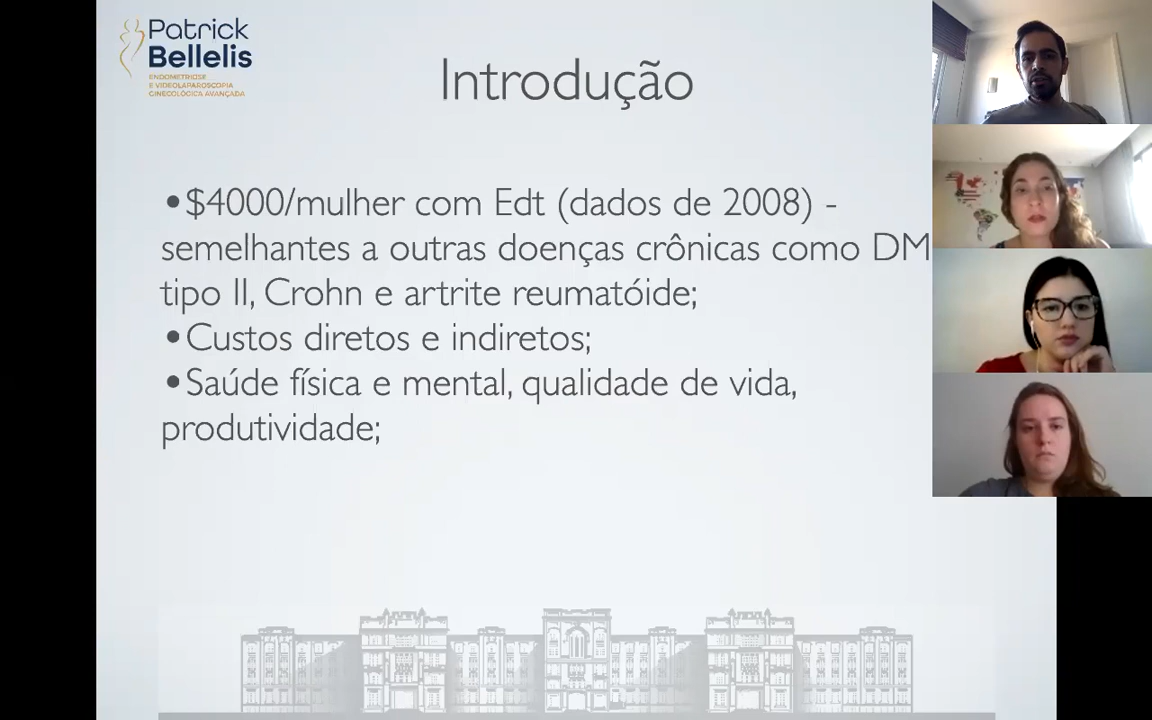 Patrick
Bellelis
ENDOMETRIOSE
E VIDEOLAPAROSCOPIA
GINECOLÓGICA AVANÇADA
Introdução
•$4000/mulher com Edt (dados de 2008) -
semelhantes a outras doenças crônicas como DM
tipo II, Crohn e artrite reumatóide;
•Custos diretos e indiretos;
•Saúde física e mental, qualidade de vida,
produtividade;